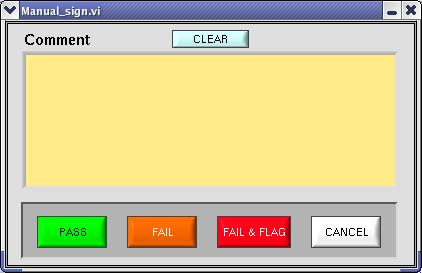 Manual_sign.vi
Comment
CLEAR
PASS
FAIL
FAIL & FLAG
CANCEL